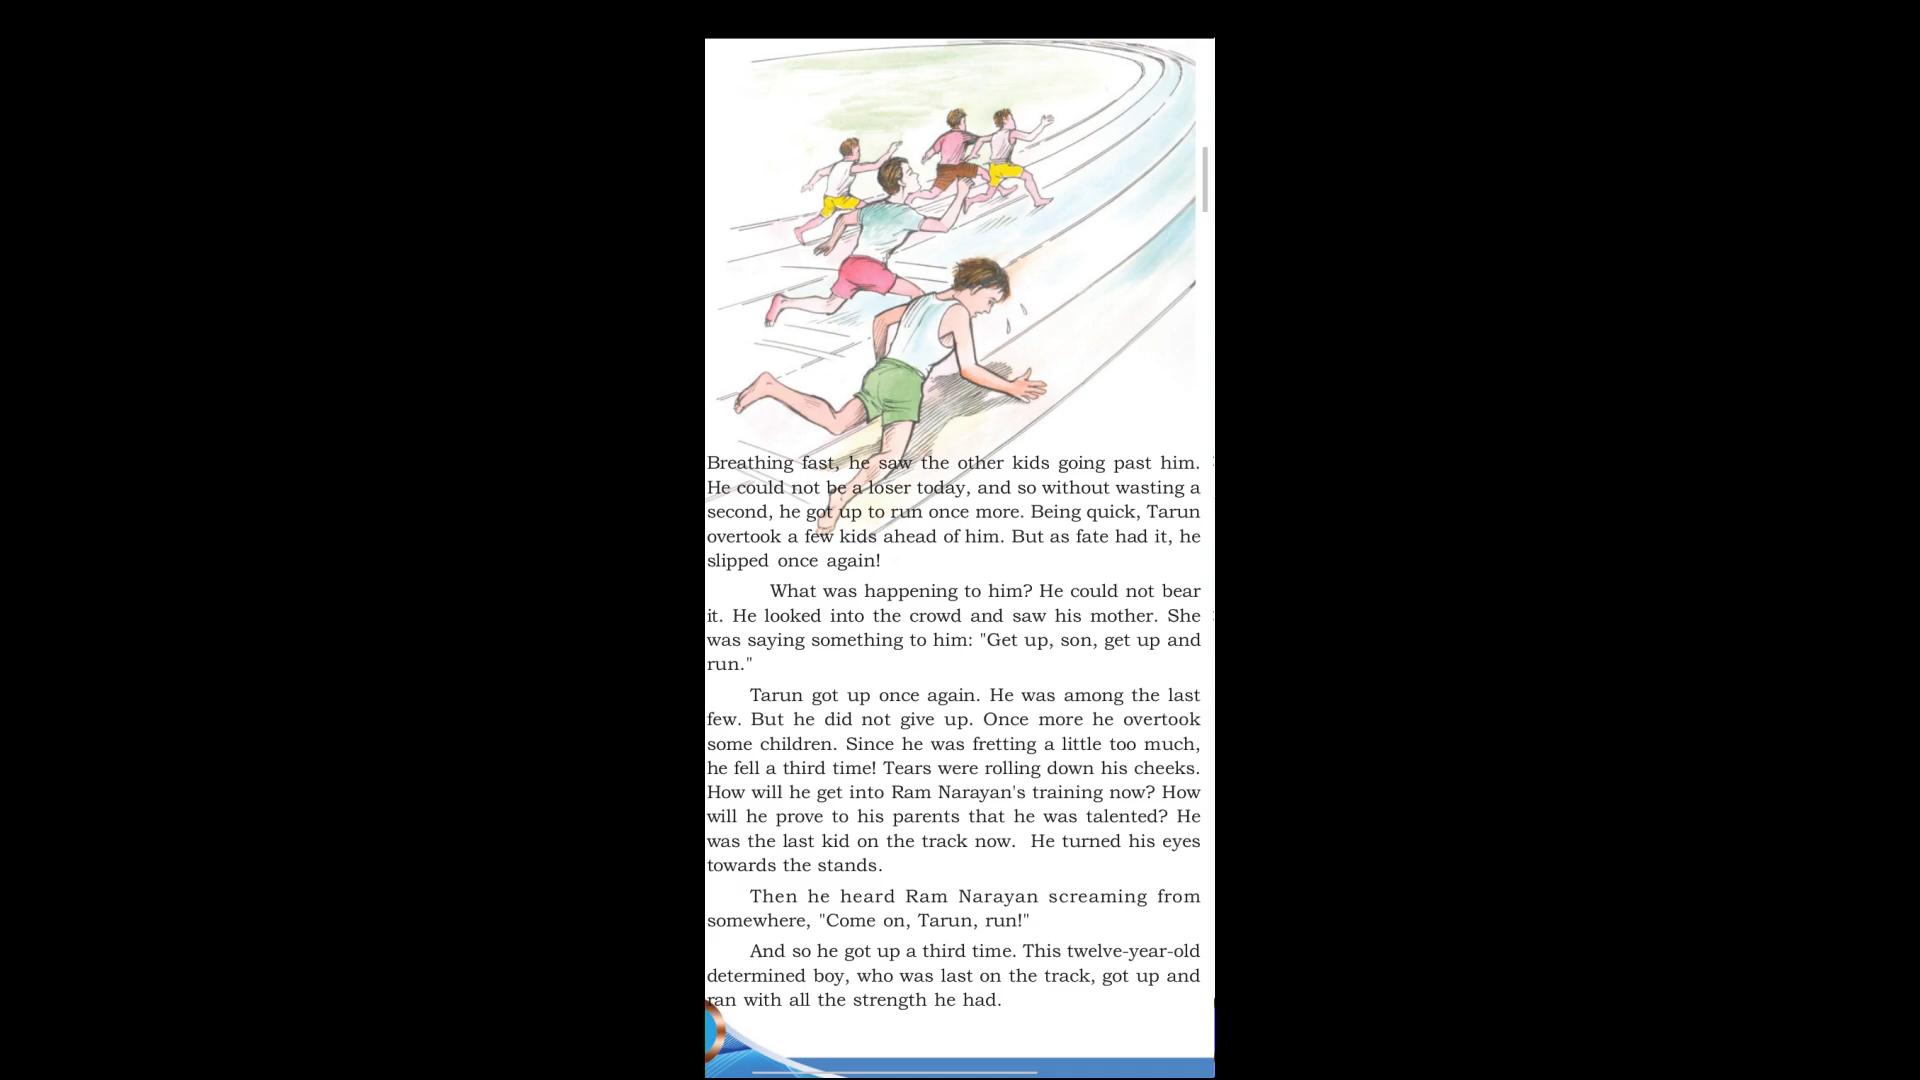 Breathing fast, he saw the other kids going past him.
He could not be a loser today, and so without wasting a
second, he got up to run once more. Being quick, Tarun
overtook a few kids ahead of him. But as fate had it, he
slipped once again!
What was happening to him? He could not bear
it. He looked into the crowd and saw his mother. She
was saying something to him: "Get up, son, get up and
run."
Tarun got up once again. He was among the last
few. But he did not give up. Once more he overtook
some children. Since he was fretting a little too much,
he fell a third time! Tears were rolling down his cheeks.
How will he get into Ram Narayan's training now? How
will he prove to his parents that he was talented? He
was the last kid on the track now. He turned his eyes
towards the stands.
Then he heard Ram Narayan screaming from
somewhere, "Come on, Tarun, run!"
And so he got up a third time. This twelve-year-old
determined boy, who was last on the track, got up and
ran with all the strength he had.